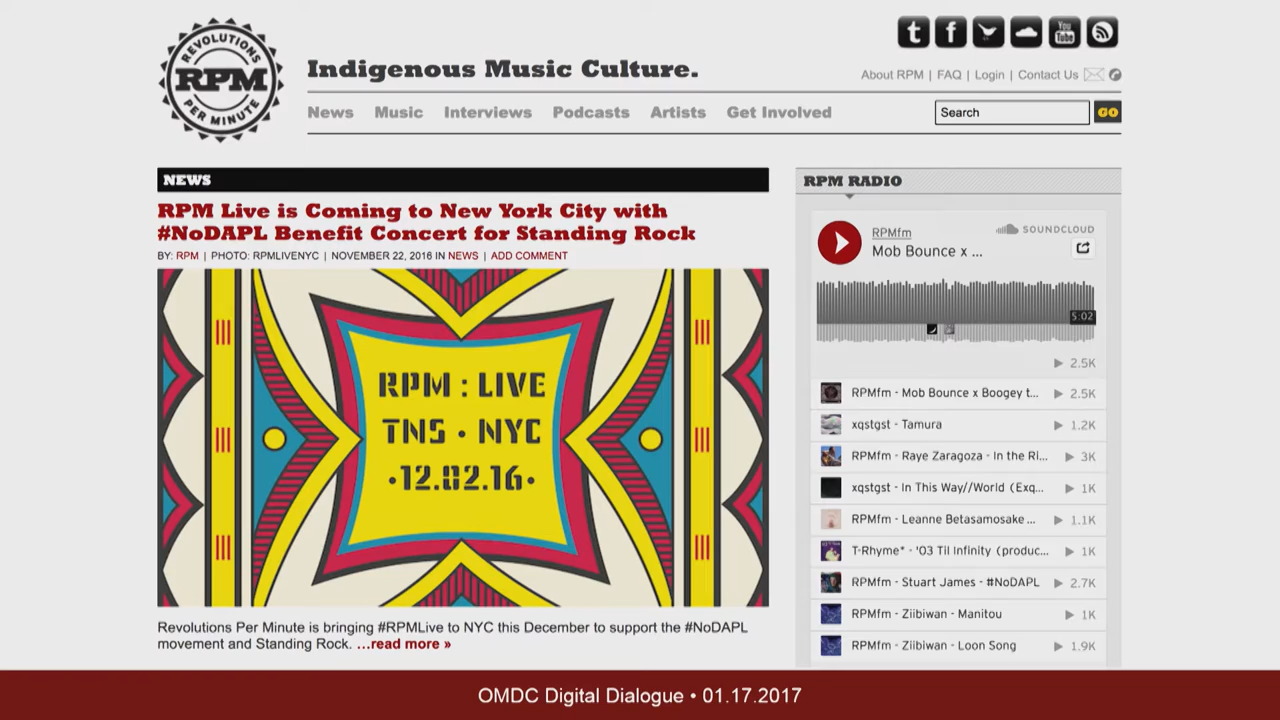 REVOLUTIONS
RPM
PER MINUTE
Indigenous Music Culture.
t f You Tube
About RPM | FAQ | Login | Contact Us
News Music Interviews Podcasts Artists Get Involved
Search GO
NEWS
RPM Live is Coming to New York City with
#NoDAPL Benefit Concert for Standing Rock
BY: RPM | PHOTO: RPMLIVENYC | NOVEMBER 22, 2016 IN NEWS | ADD COMMENT
RPM : LIVE
TNS • NYC
•12.02.16•
Revolutions Per Minute is bringing #RPMLive to NYC this December to support the #NoDAPL
movement and Standing Rock. ...read more »
RPM RADIO
RPMfm
SOUNDCLOUD
Mob Bounce x ...
5:02
2.5K
RPMfm - Mob Bounce x Boogey t... 2.5K
xqstgst - Tamura 1.2K
RPMfm - Raye Zaragoza - In the Ri... 3K
xqstgst - In This Way//World (Exq... 1K
RPMfm - Leanne Betasamosake ... 1.1K
T-Rhyme* - '03 Til Infinity (produc... 1K
RPMfm - Stuart James - #NoDAPL 2.7K
RPMfm - Ziibiwan - Manitou 1K
RPMfm - Ziibiwan - Loon Song 1.9K
OMDC Digital Dialogue • 01.17.2017